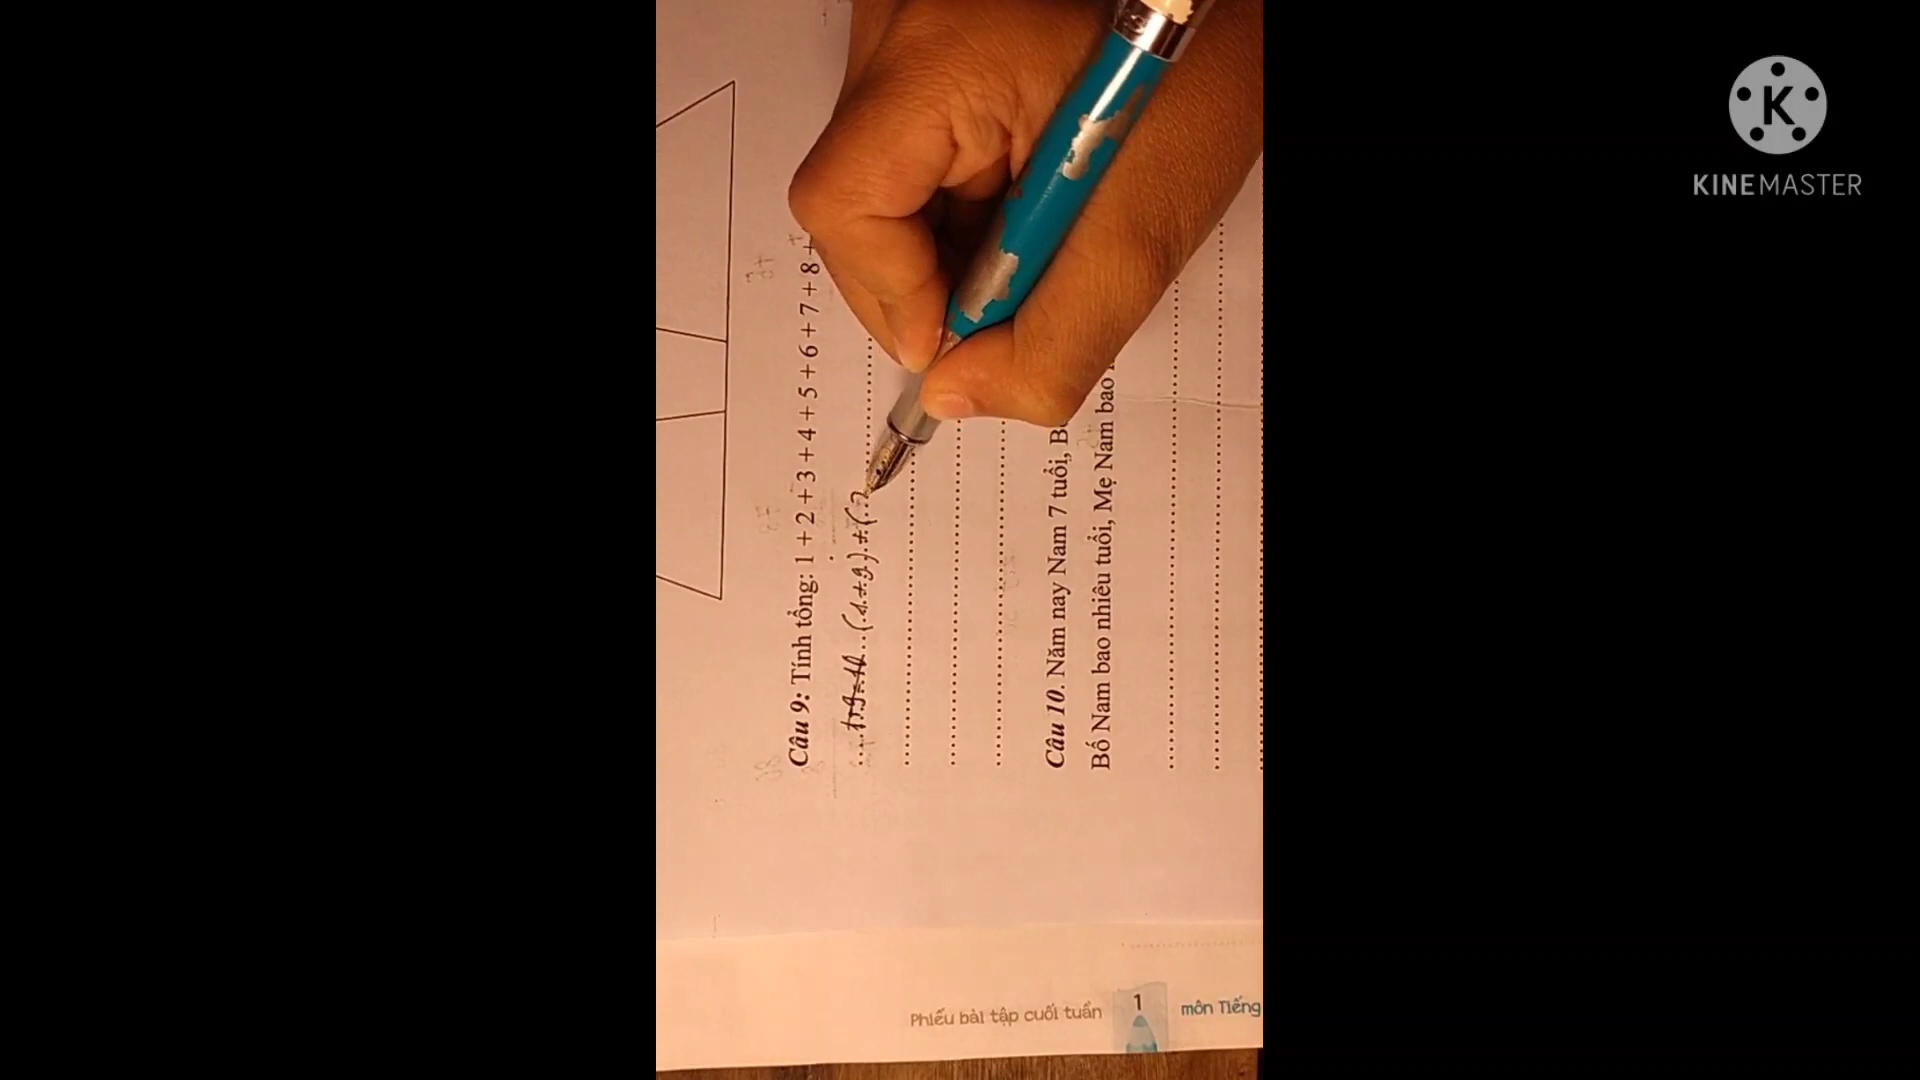 Câu 9: Tính tổng: 1 + 2 + 3 + 4 + 5 + 6 + 7 + 8 +
(1+9)+(2
Câu 10. Năm nay Nam 7 tuổi,
Bố Nam bao nhiêu tuổi, Mẹ Nam bao
Phiếu bài tập cuối tuần 1 môn Tiếng
KINEMASTER